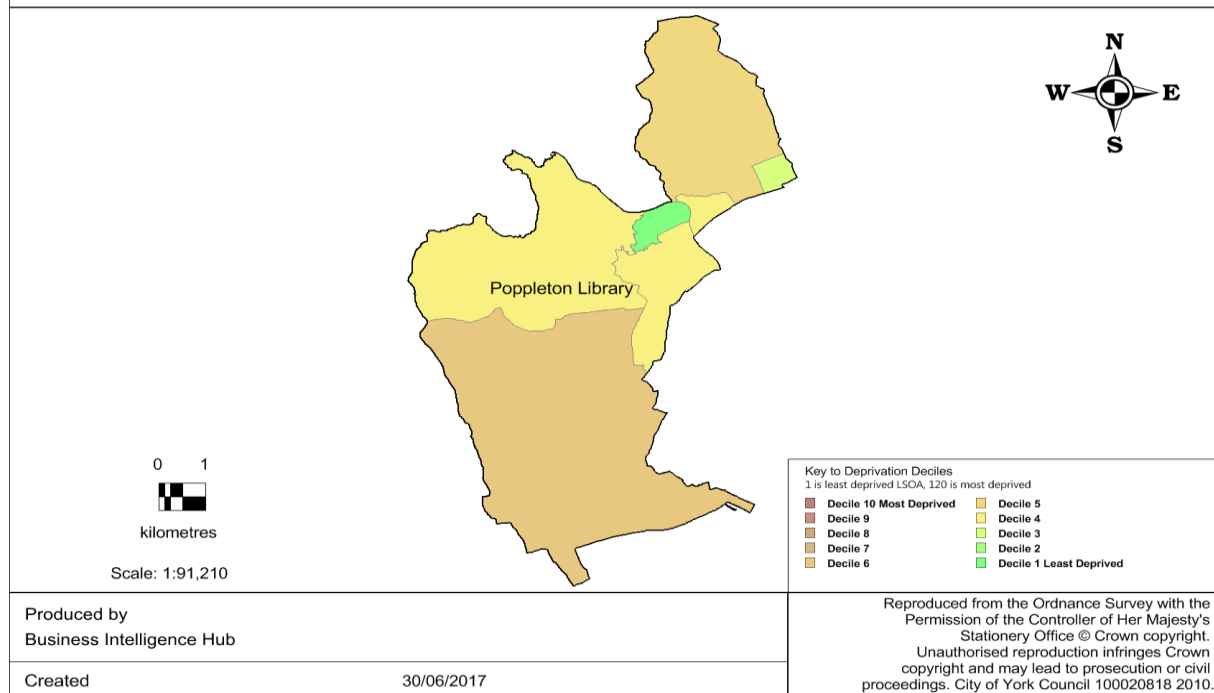 N
W E
S
Poppleton Library
0 1
kilometres
Scale: 1:91,210
Key to Deprivation Deciles
1 is least deprived LSOA, 120 is most deprived
Decile 10 Most Deprived
Decile 9
Decile 8
Decile 7
Decile 6
Decile 5
Decile 4
Decile 3
Decile 2
Decile 1 Least Deprived
Produced by
Business Intelligence Hub
Created 30/06/2017
Reproduced from the Ordnance Survey with the
Permission of the Controller of Her Majesty's
Stationery Office © Crown copyright.
Unauthorised reproduction infringes Crown
copyright and may lead to prosecution or civil
proceedings. City of York Council 100020818 2010.